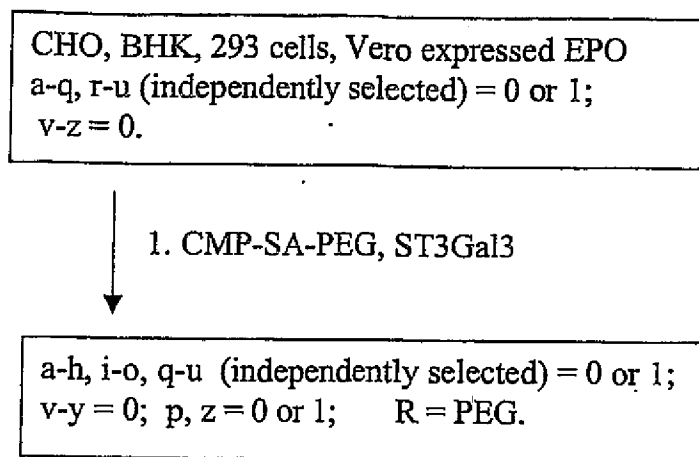 CHO, BHK, 293 cells, Vero expressed EPO
a-q, r-u (independently selected) = 0 or 1;
v-z = 0.
1. CMP-SA-PEG, ST3Gal3
a-h, i-o, q-u (independently selected) = 0 or 1;
v-y = 0; p, z = 0 or 1; R = PEG.